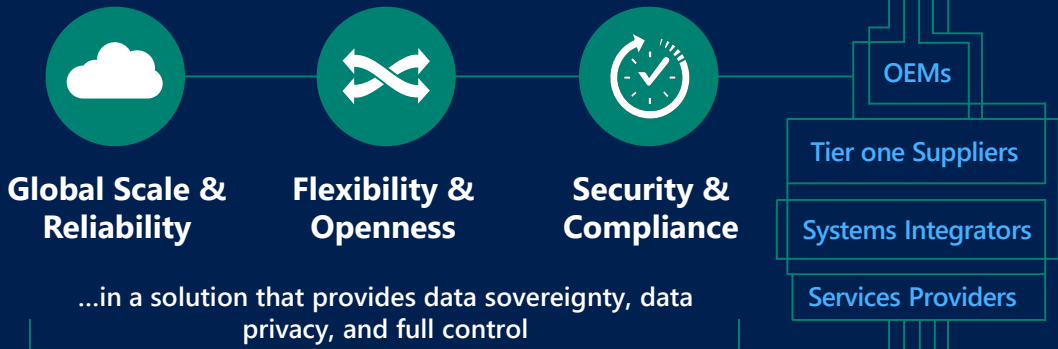 Global Scale &
Reliability
Flexibility &
Openness
Security &
Compliance
...in a solution that provides data sovereignty, data
privacy, and full control
OEMs
Tier one Suppliers
Systems Integrators
Services Providers